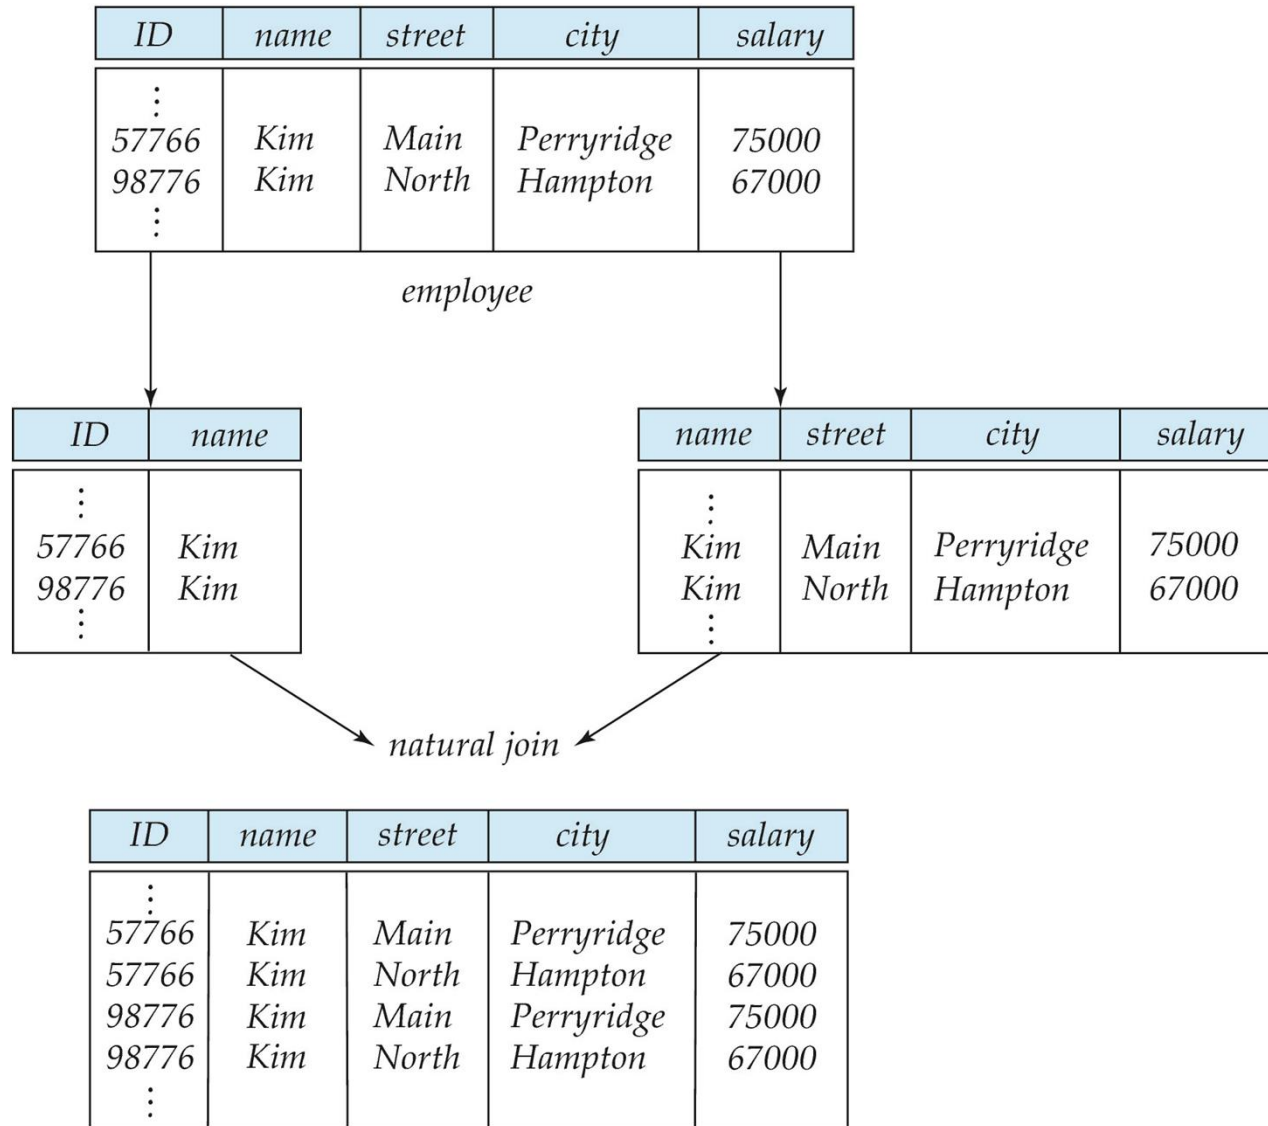 ID name street city salary
⋮
57766 Kim Main Perryridge 75000
98776 Kim North Hampton 67000
⋮
employee
ID name
⋮
57766 Kim
98776 Kim
⋮
name street city salary
⋮
Kim Main Perryridge 75000
Kim North Hampton 67000
⋮
natural join
ID name street city salary
⋮
57766 Kim Main Perryridge 75000
57766 Kim North Hampton 67000
98776 Kim Main Perryridge 75000
98776 Kim North Hampton 67000
⋮